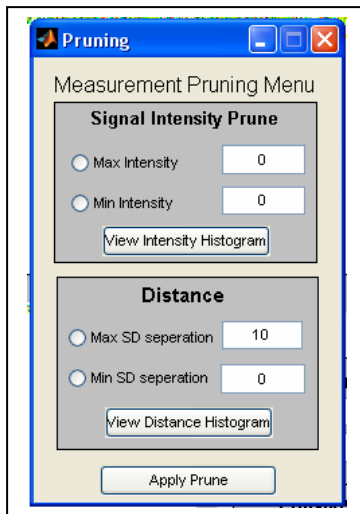 Pruning
Measurement Pruning Menu
Signal Intensity Prune
Max Intensity 0
Min Intensity 0
View Intensity Histogram
Distance
Max SD seperation 10
Min SD seperation 0
View Distance Histogram
Apply Prune